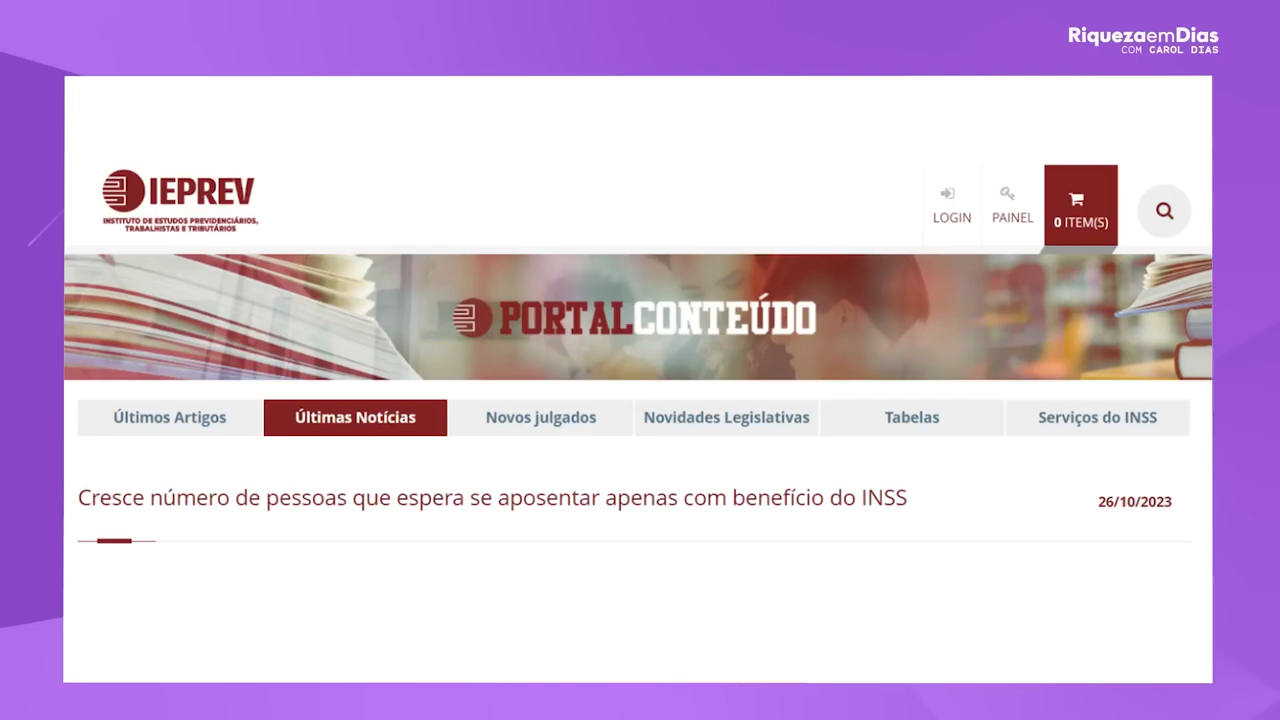 RiquezaemDias
COM CAROL DIAS
IEPREV
INSTITUTO DE ESTUDOS PREVIDENCIÁRIOS,
TRABALHISTAS E TRIBUTÁRIOS
LOGIN
PAINEL
0 ITEM(S)
PORTALCONTEÚDO
Últimos Artigos
Últimas Notícias
Novos julgados
Novidades Legislativas
Tabelas
Serviços do INSS
Cresce número de pessoas que espera se aposentar apenas com benefício do INSS
26/10/2023